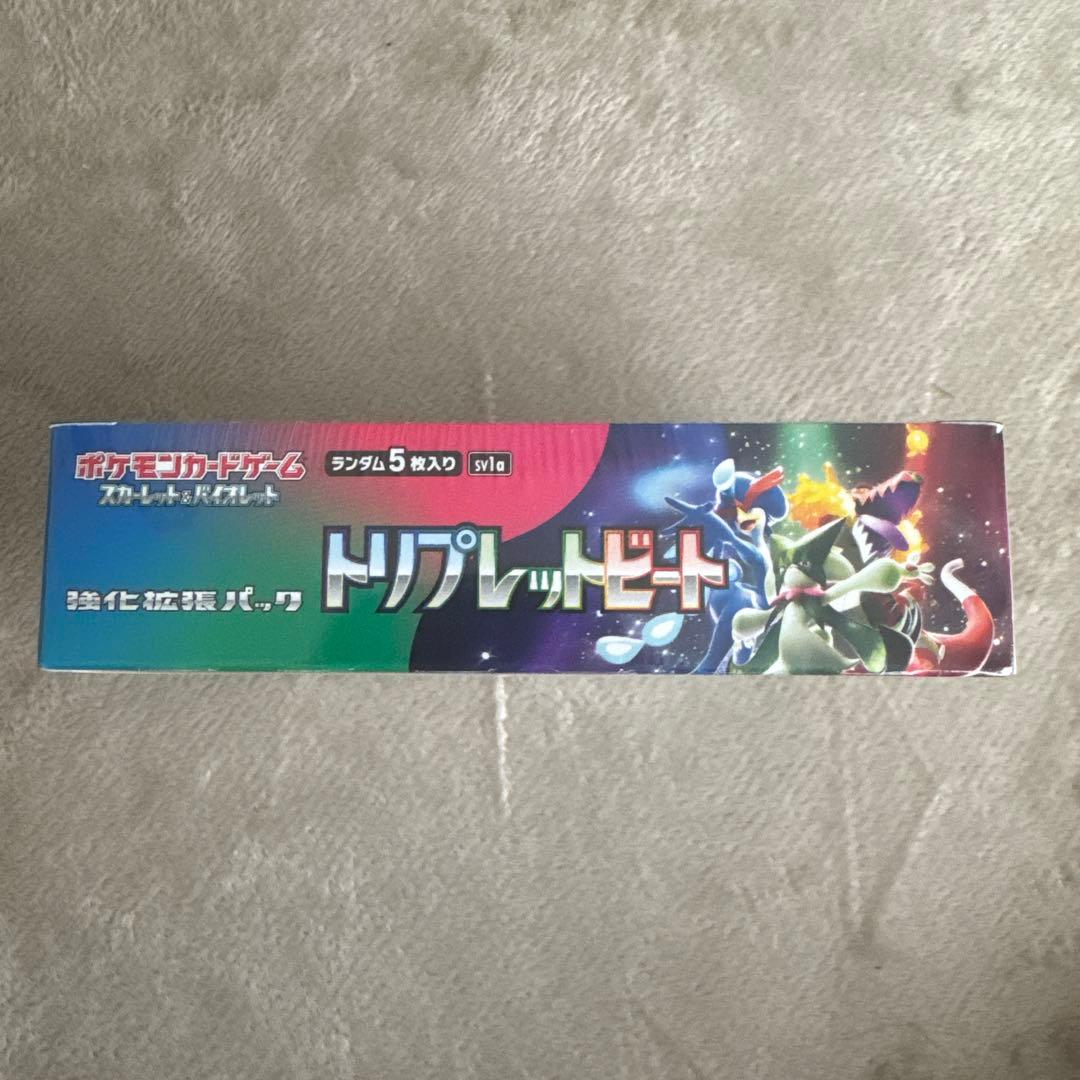 ポケモンカードゲーム
スカーレット&バイオレット
ランダム5枚入り sv1a
強化拡張パック
トリプレットビート